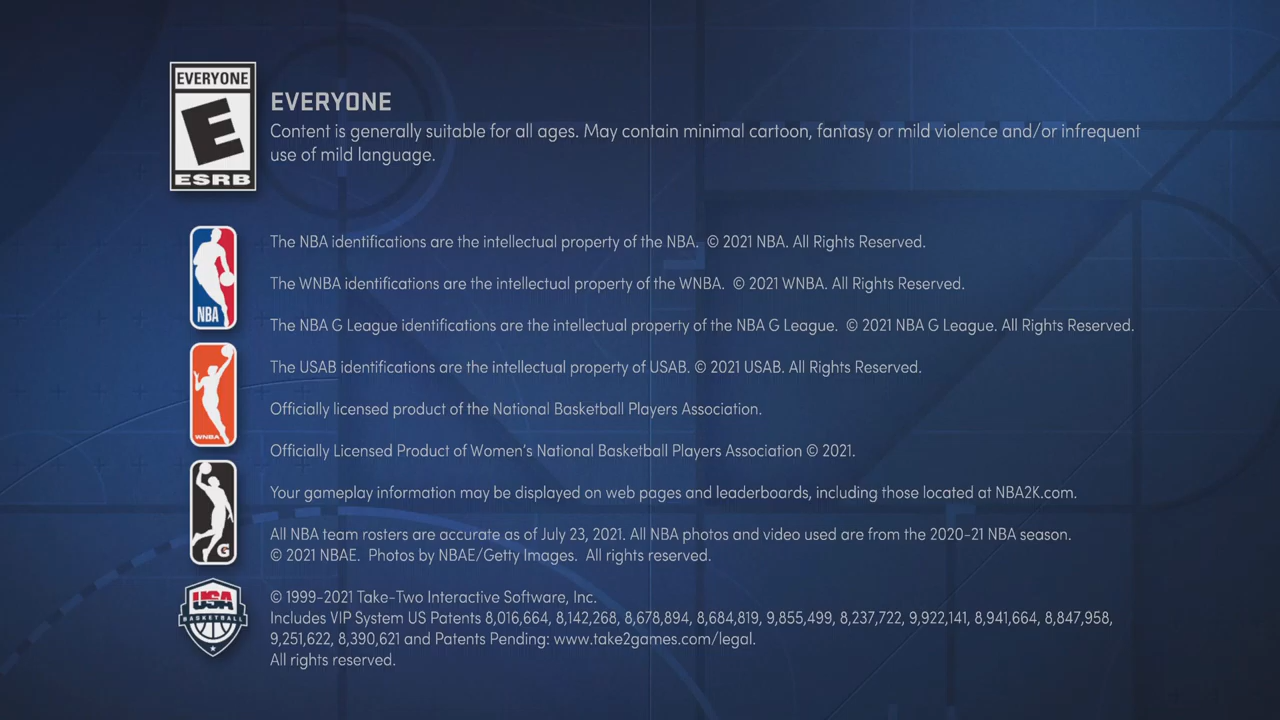 EVERYONE
E
ESRB
EVERYONE
Content is generally suitable for all ages. May contain minimal cartoon, fantasy or mild violence and/or infrequent
use of mild language.
NBA
The NBA identifications are the intellectual property of the NBA. © 2021 NBA. All Rights Reserved.
The WNBA identifications are the intellectual property of the WNBA. © 2021 WNBA. All Rights Reserved.
The NBA G League identifications are the intellectual property of the NBA G League. © 2021 NBA G League. All Rights Reserved.
WNBA
The USAB identifications are the intellectual property of USAB. © 2021 USAB. All Rights Reserved.
Officially licensed product of the National Basketball Players Association.
Officially Licensed Product of Women's National Basketball Players Association © 2021.
G
Your gameplay information may be displayed on web pages and leaderboards, including those located at NBA2K.com.
All NBA team rosters are accurate as of July 23, 2021. All NBA photos and video used are from the 2020-21 NBA season.
© 2021 NBAE. Photos by NBAE/Getty Images. All rights reserved.
USA
BASKETBALL
© 1999-2021 Take-Two Interactive Software, Inc.
Includes VIP System US Patents 8,016,664, 8,142,268, 8,678,894, 8,684,819, 9,855,499, 8,237,722, 9,922,141, 8,941,664, 8,847,958,
9,251,622, 8,390,621 and Patents Pending: www.take2games.com/legal.
All rights reserved.